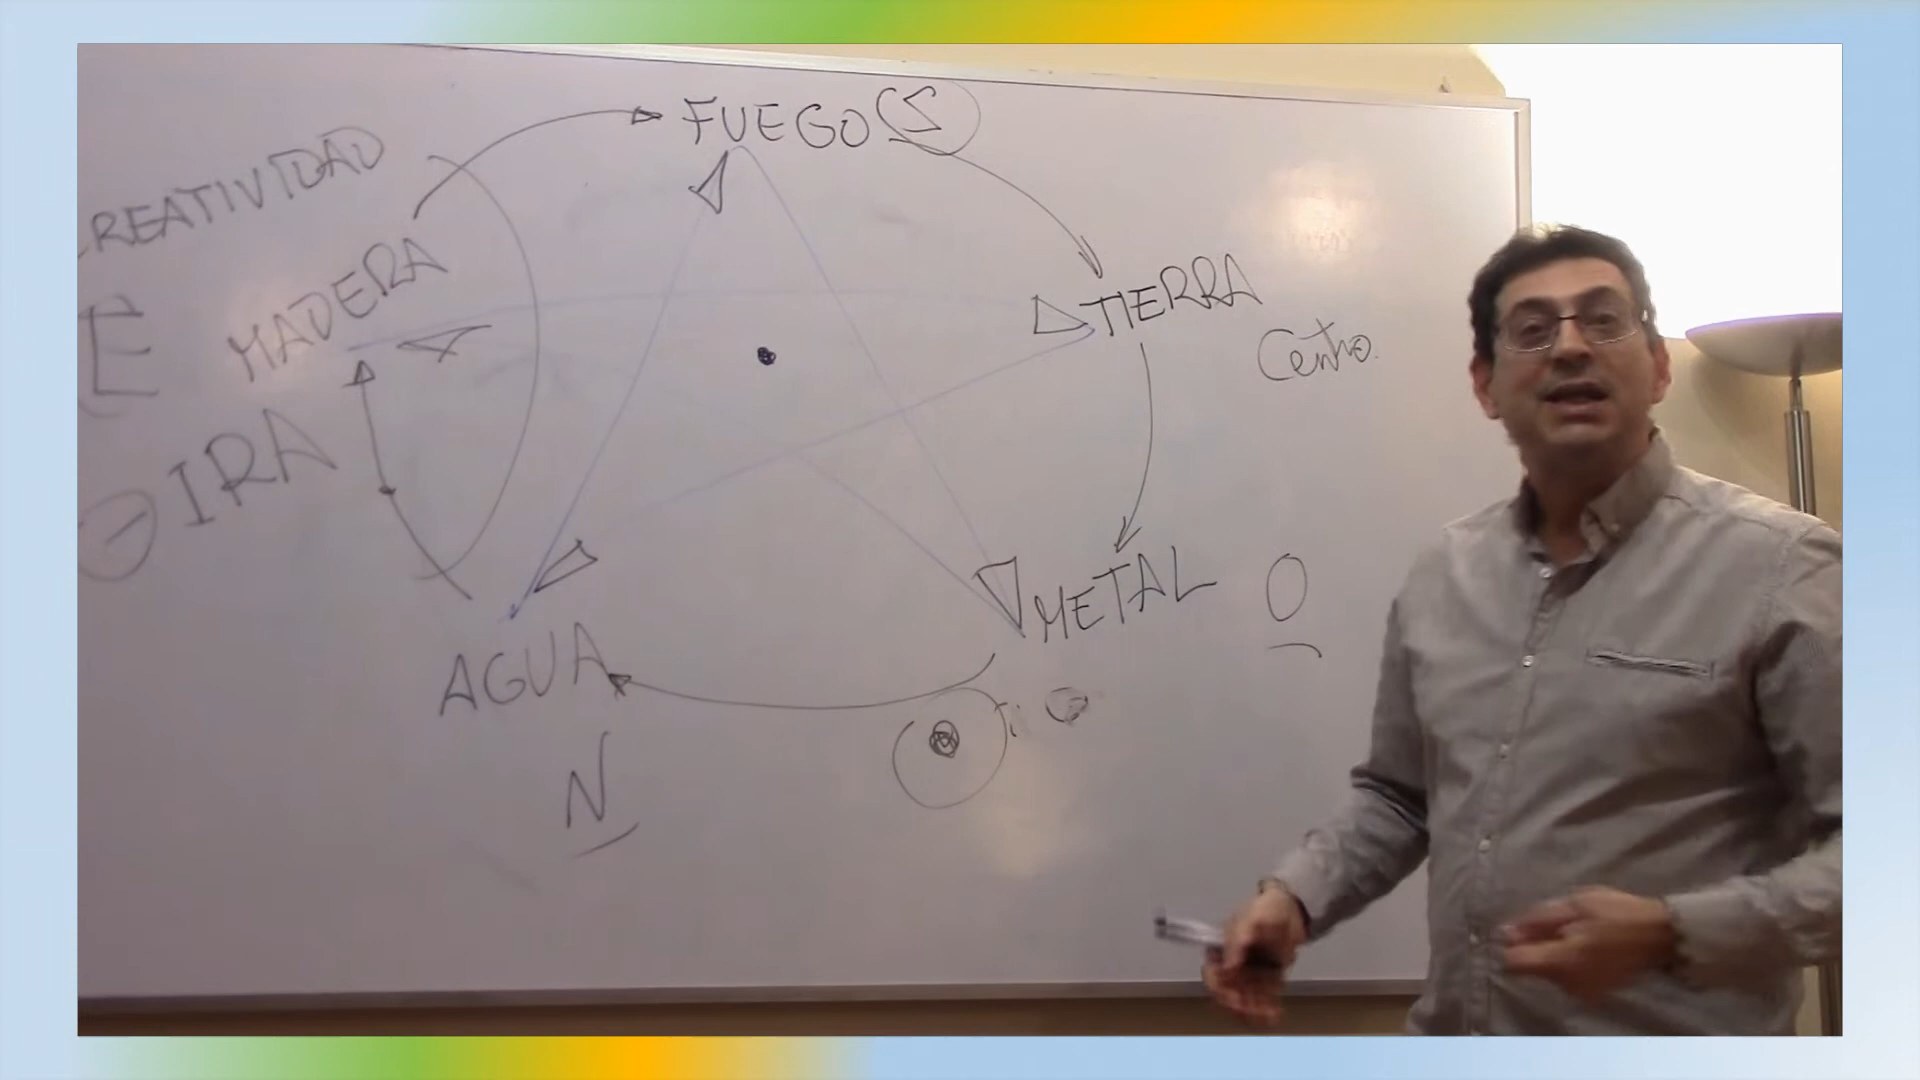 FUEGO (S)
CREATIVIDAD
MADERA
TIERRA
E
Centro
IRA
METAL O
AGUA
N